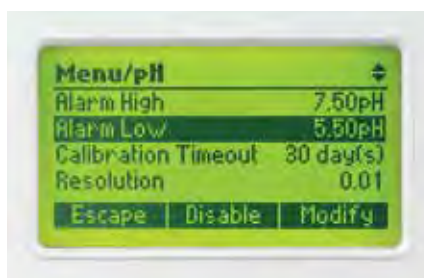 Menu/pH
Alarm High 7.50pH
Alarm Low 5.50pH
Calibration Timeout 30 day(s)
Resolution 0.01
Escape Disable Modify